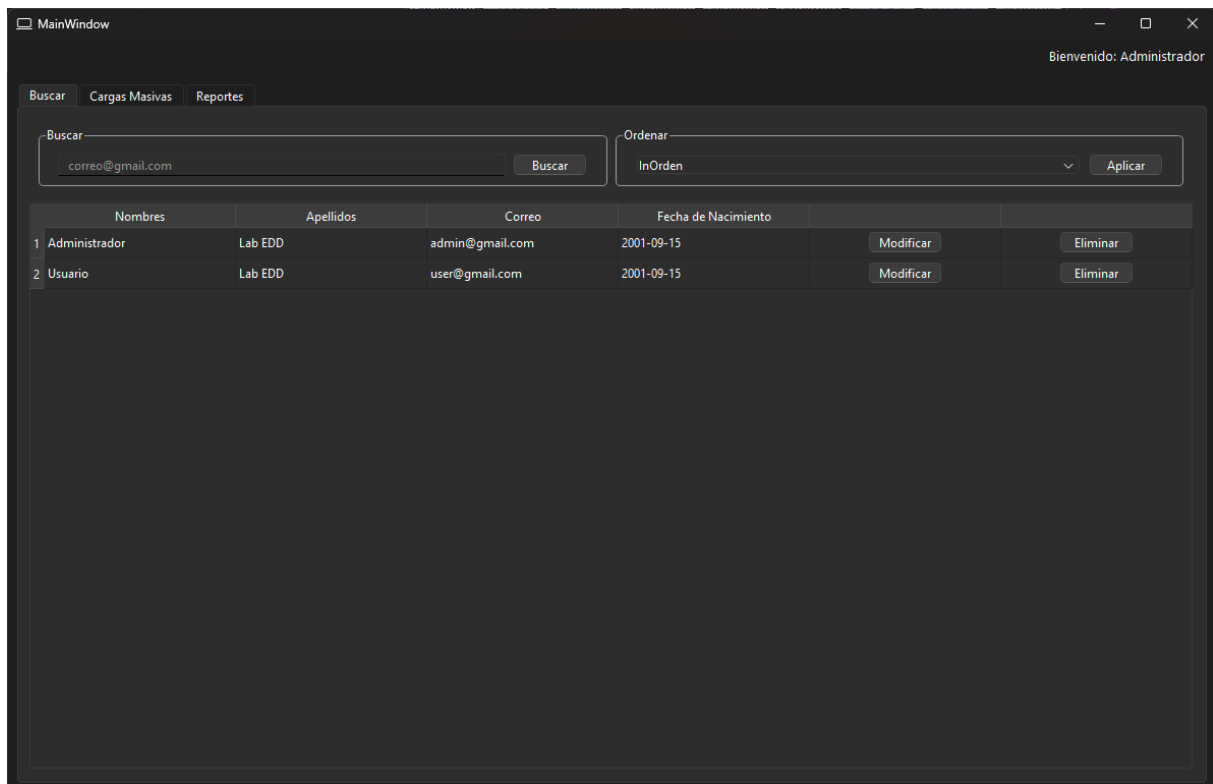 MainWindow
Bienvenido: Administrador
Buscar Cargas Masivas Reportes
Buscar Ordenar
correo@gmail.com Buscar InOrden Aplicar
Nombres Apellidos Correo Fecha de Nacimiento
1 Administrador Lab EDD admin@gmail.com 2001-09-15 Modificar Eliminar
2 Usuario Lab EDD user@gmail.com 2001-09-15 Modificar Eliminar